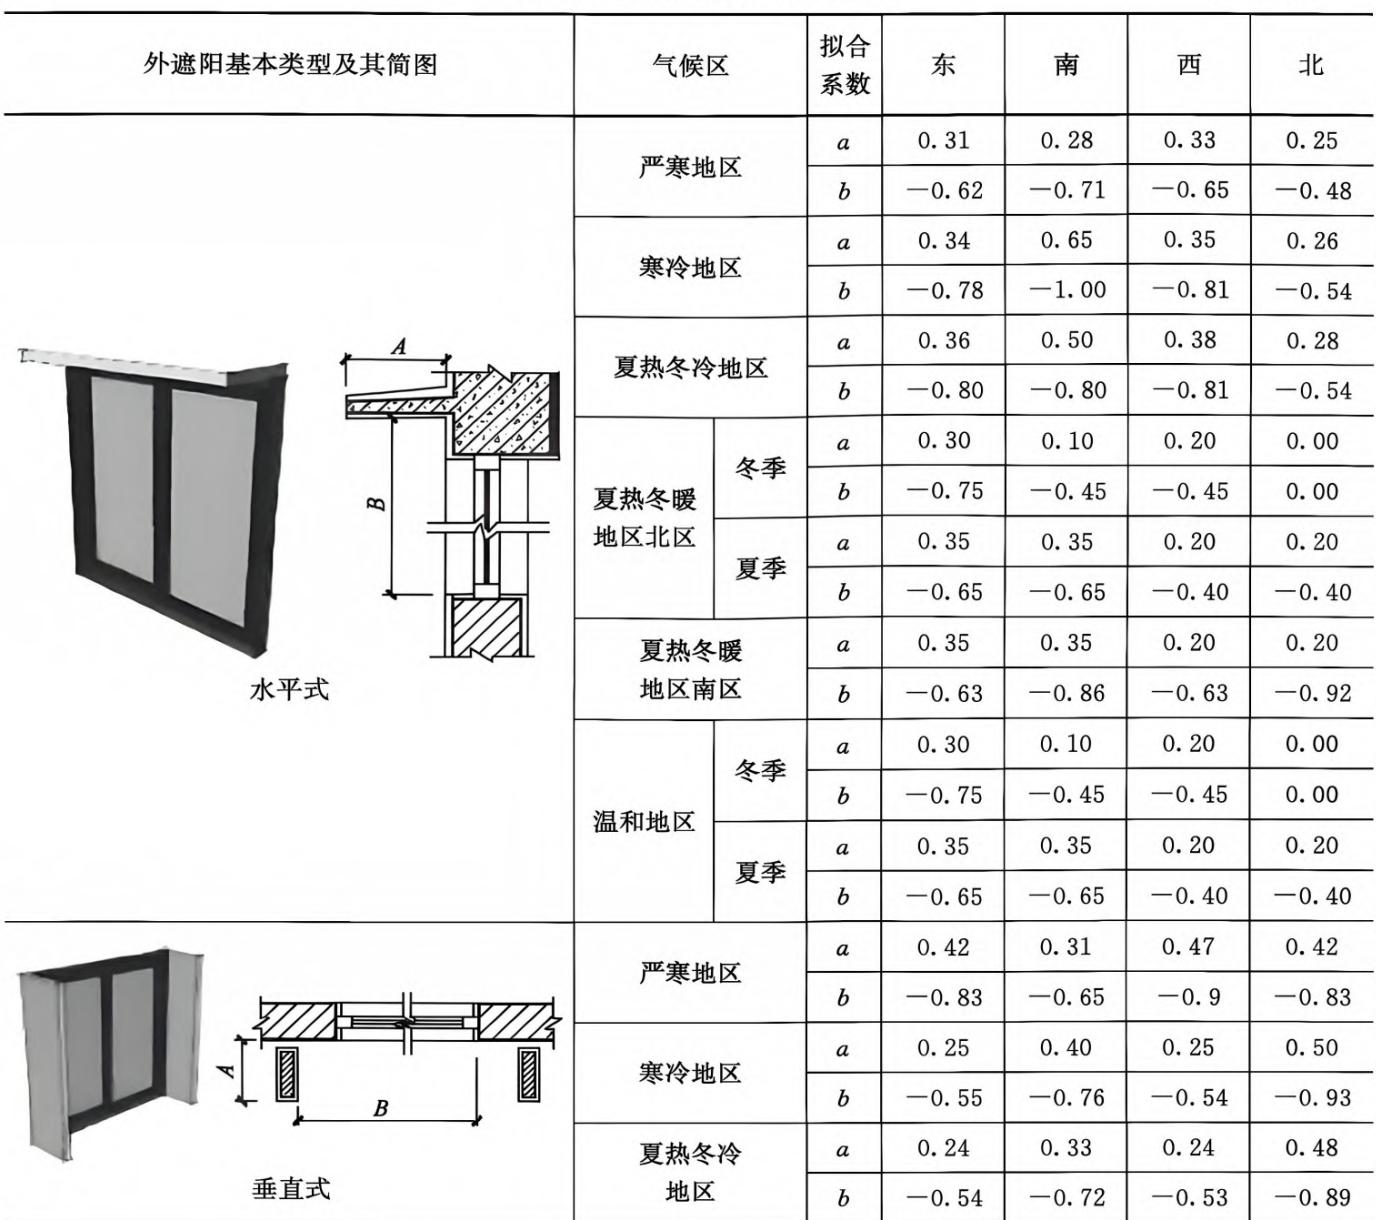 外遮阳基本类型及其简图 气候区 拟合系数 东 南 西 北
严寒地区 a 0.31 0.28 0.33 0.25
b －0.62 －0.71 －0.65 －0.48
寒冷地区 a 0.34 0.65 0.35 0.26
b －0.78 －1.00 －0.81 －0.54
夏热冬冷地区 a 0.36 0.50 0.38 0.28
b －0.80 －0.80 －0.81 －0.54
夏热冬暖地区北区 冬季 a 0.30 0.10 0.20 0.00
b －0.75 －0.45 －0.45 0.00
夏季 a 0.35 0.35 0.20 0.20
b －0.65 －0.65 －0.40 －0.40
夏热冬暖地区南区 a 0.35 0.35 0.20 0.20
b －0.63 －0.86 －0.63 －0.92
温和地区 冬季 a 0.30 0.10 0.20 0.00
b －0.75 －0.45 －0.45 0.00
夏季 a 0.35 0.35 0.20 0.20
b －0.65 －0.65 －0.40 －0.40
A
B
水平式
严寒地区 a 0.42 0.31 0.47 0.42
b －0.83 －0.65 －0.9 －0.83
寒冷地区 a 0.25 0.40 0.25 0.50
b －0.55 －0.76 －0.54 －0.93
夏热冬冷地区 a 0.24 0.33 0.24 0.48
b －0.54 －0.72 －0.53 －0.89
A
B
垂直式